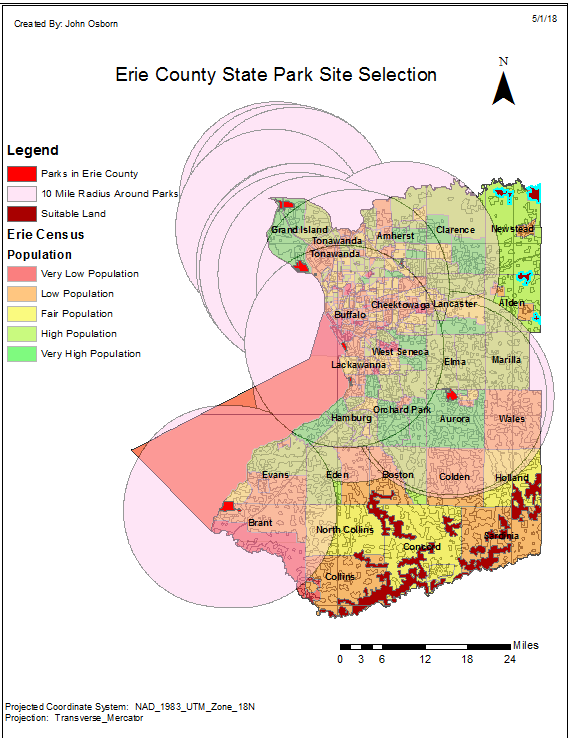 Created By: John Osborn
5/1/18
Erie County State Park Site Selection
N
Legend
Parks in Erie County
10 Mile Radius Around Parks
Suitable Land
Erie Census
Population
Very Low Population
Low Population
Fair Population
High Population
Very High Population
Grand Island
Tonawanda
Tonawanda
Amherst
Clarence
Newstead
Buffalo
Cheektowaga
Lancaster
Alden
West Seneca
Lackawanna
Elma
Marilla
Hamburg
Orchard Park
Aurora
Wales
Evans
Eden
Boston
Colden
Holland
Brant
North Collins
Concord
Sardinia
Collins
Miles
0 3 6 12 18 24
Projected Coordinate System: NAD_1983_UTM_Zone_18N
Projection: Transverse_Mercator